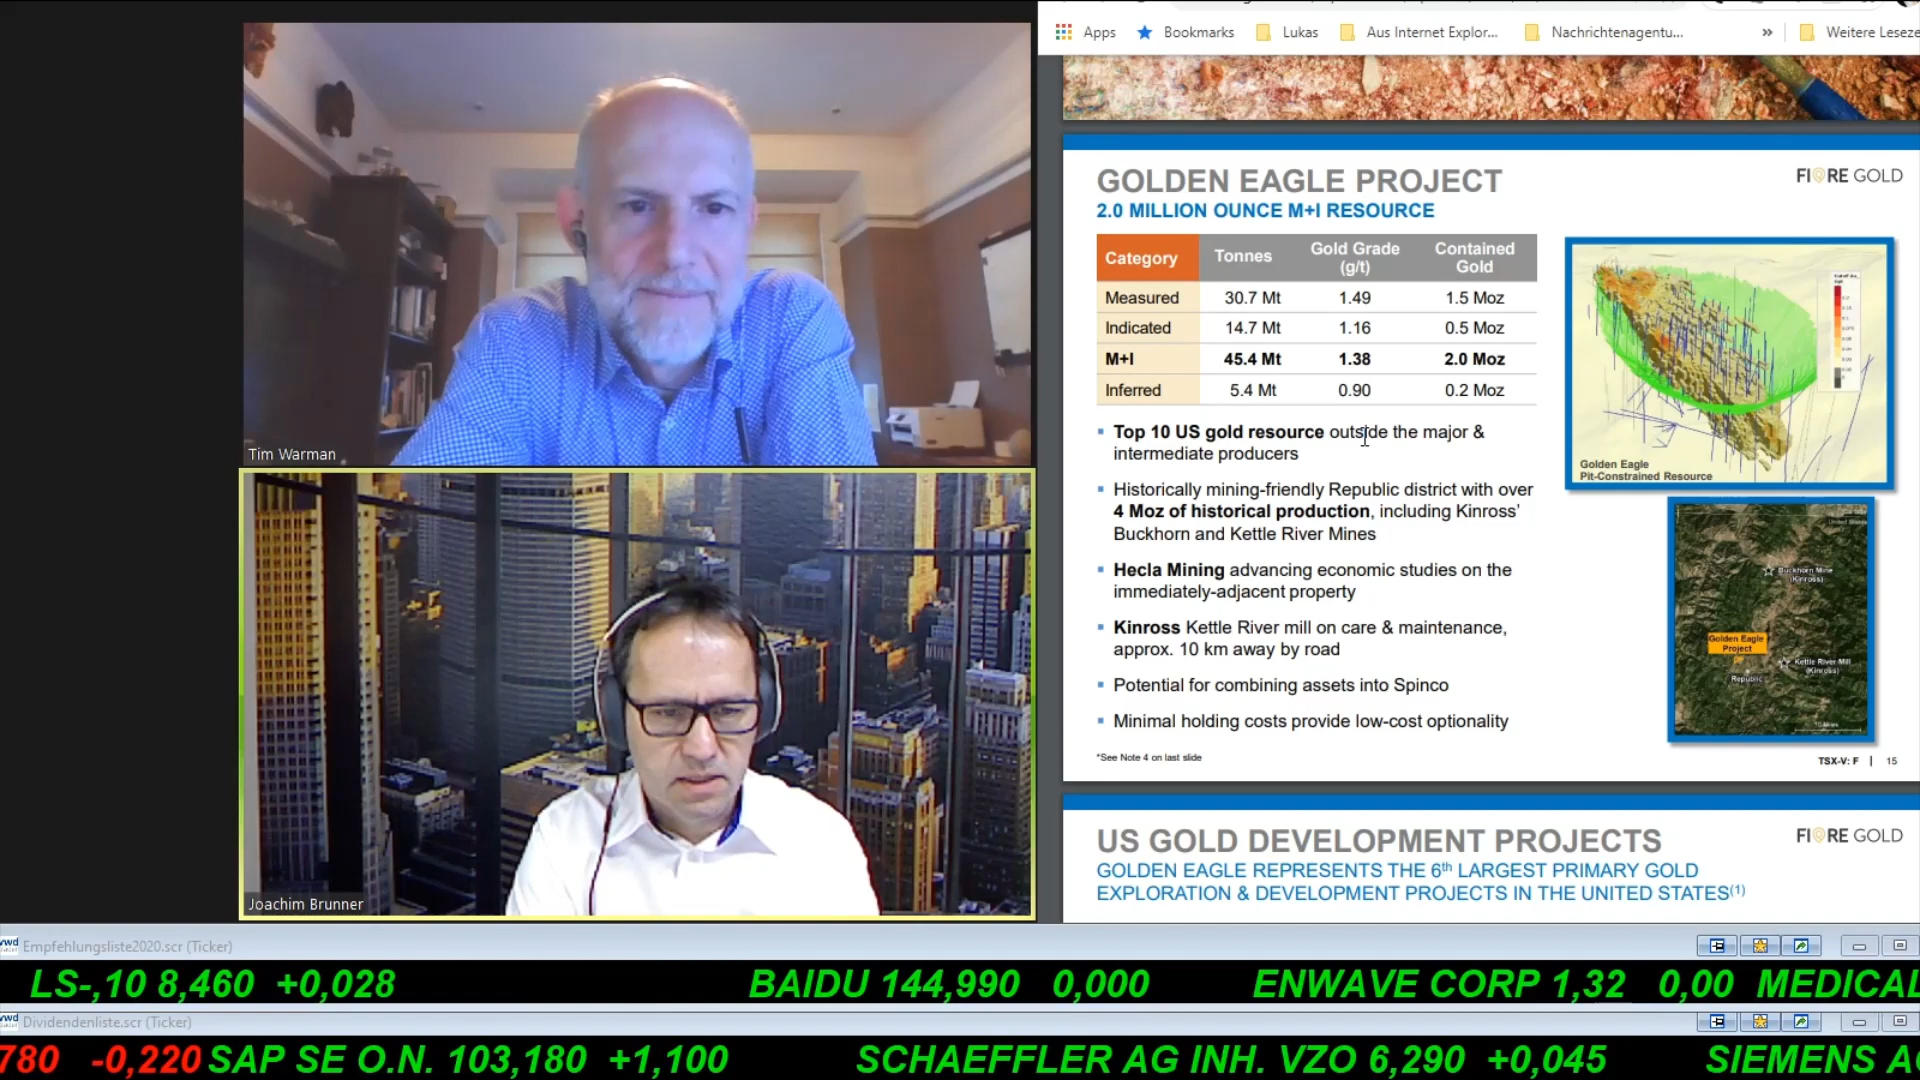 Apps
Bookmarks
Lukas
Aus Internet Explor...
Nachrichtenagentu...
»
Weitere Leseze
GOLDEN EAGLE PROJECT
FIORE GOLD
2.0 MILLION OUNCE M+I RESOURCE
Category Tonnes Gold Grade (g/t) Contained Gold
Measured 30.7 Mt 1.49 1.5 Moz
Indicated 14.7 Mt 1.16 0.5 Moz
M+I 45.4 Mt 1.38 2.0 Moz
Inferred 5.4 Mt 0.90 0.2 Moz
Top 10 US gold resource outside the major &
intermediate producers
Historically mining-friendly Republic district with over
4 Moz of historical production, including Kinross’
Buckhorn and Kettle River Mines
Hecla Mining advancing economic studies on the
immediately-adjacent property
Kinross Kettle River mill on care & maintenance,
approx. 10 km away by road
Potential for combining assets into Spinco
Minimal holding costs provide low-cost optionality
*See Note 4 on last slide
Golden Eagle
Pit-Constrained Resource
Buckhorn Mine
(Kinross)
Golden Eagle
Project
Kettle River Mill
(Kinross)
Republic
TSX-V: F | 15
US GOLD DEVELOPMENT PROJECTS
FIORE GOLD
GOLDEN EAGLE REPRESENTS THE 6th LARGEST PRIMARY GOLD
EXPLORATION & DEVELOPMENT PROJECTS IN THE UNITED STATES(1)
Tim Warman
Joachim Brunner
vwd Empfehlungsliste2020.scr (Ticker)
LS-,10 8,460 +0,028 BAIDU 144,990 0,000 ENWAVE CORP 1,32 0,00 MEDICAL
vwd Dividendenliste.scr (Ticker)
780 -0,220 SAP SE O.N. 103,180 +1,100 SCHAEFFLER AG INH. VZO 6,290 +0,045 SIEMENS AG